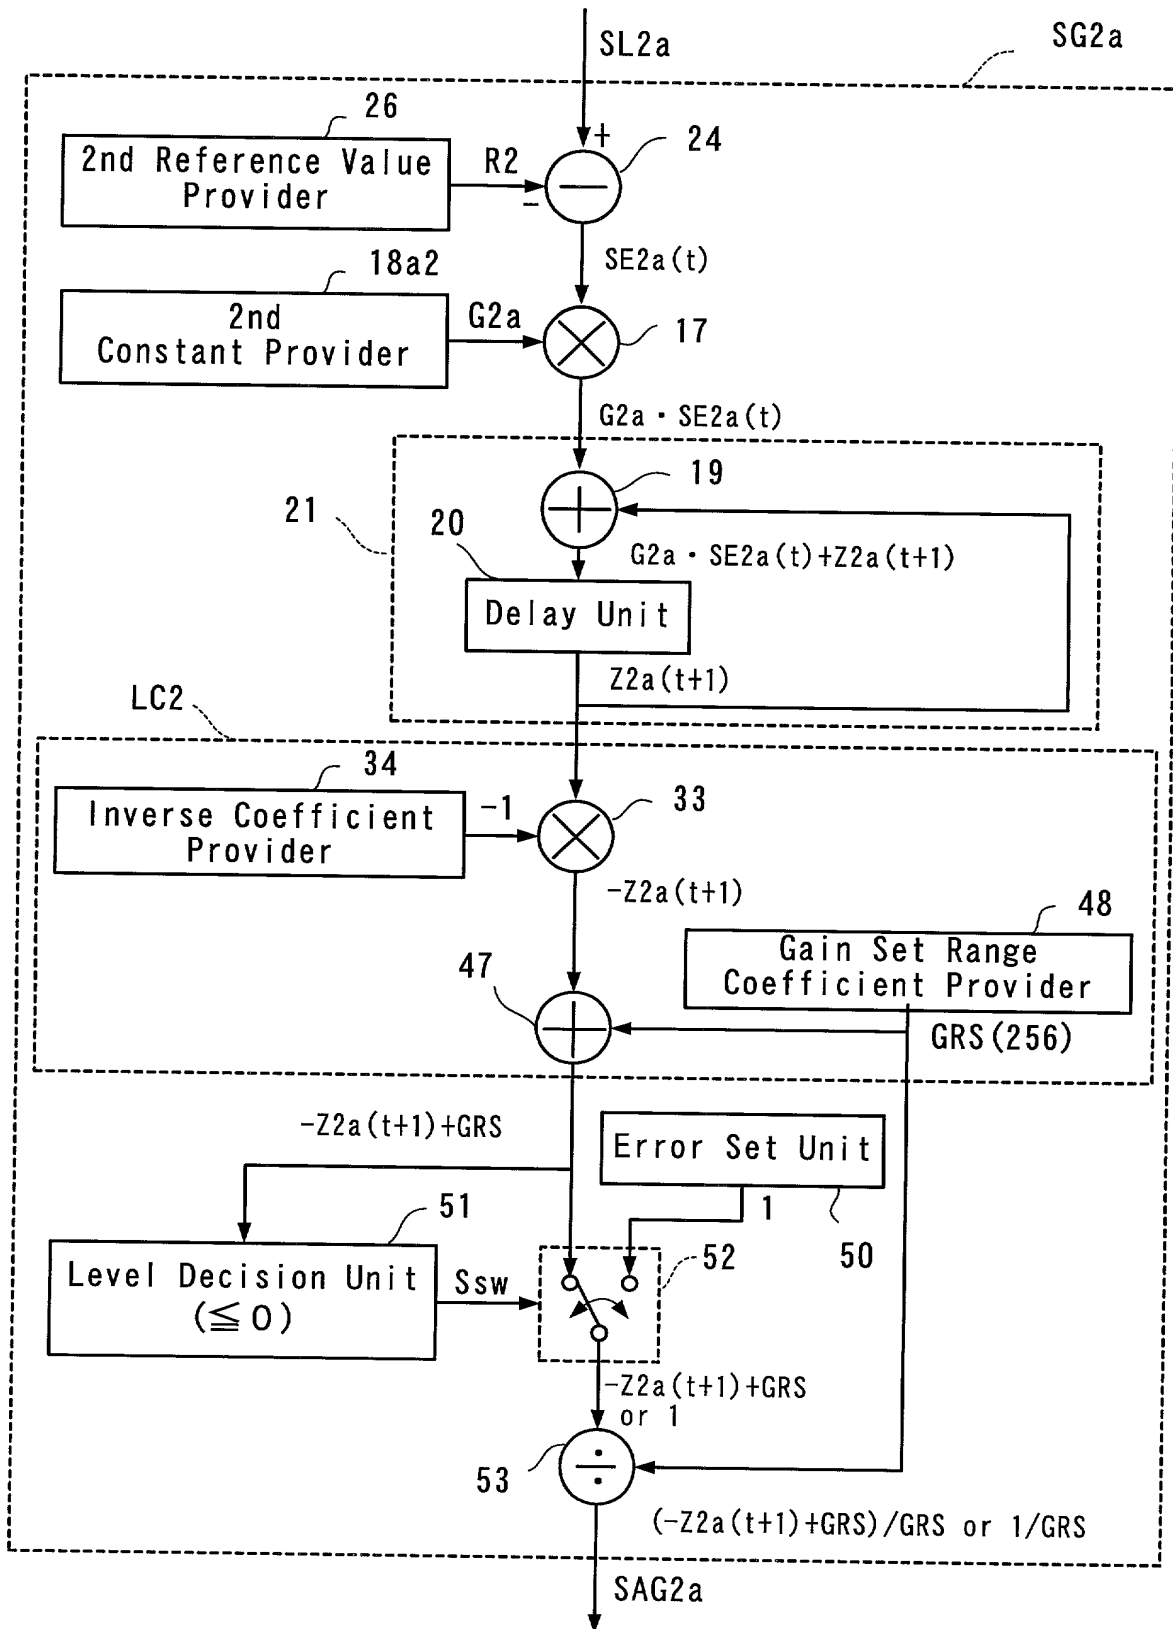 SL2a
SG2a
26
2nd Reference Value
Provider
R2
+
-
24
SE2a(t)
18a2
2nd
Constant Provider
G2a
17
G2a・SE2a(t)
19
21
20
G2a・SE2a(t)+Z2a(t+1)
Delay Unit
Z2a(t+1)
LC2
34
Inverse Coefficient
Provider
-1
33
-Z2a(t+1)
48
Gain Set Range
Coefficient Provider
47
GRS(256)
-Z2a(t+1)+GRS
Error Set Unit
1
50
51
Level Decision Unit
(≦0)
Ssw
52
-Z2a(t+1)+GRS
or 1
53
(-Z2a(t+1)+GRS)/GRS or 1/GRS
SAG2a